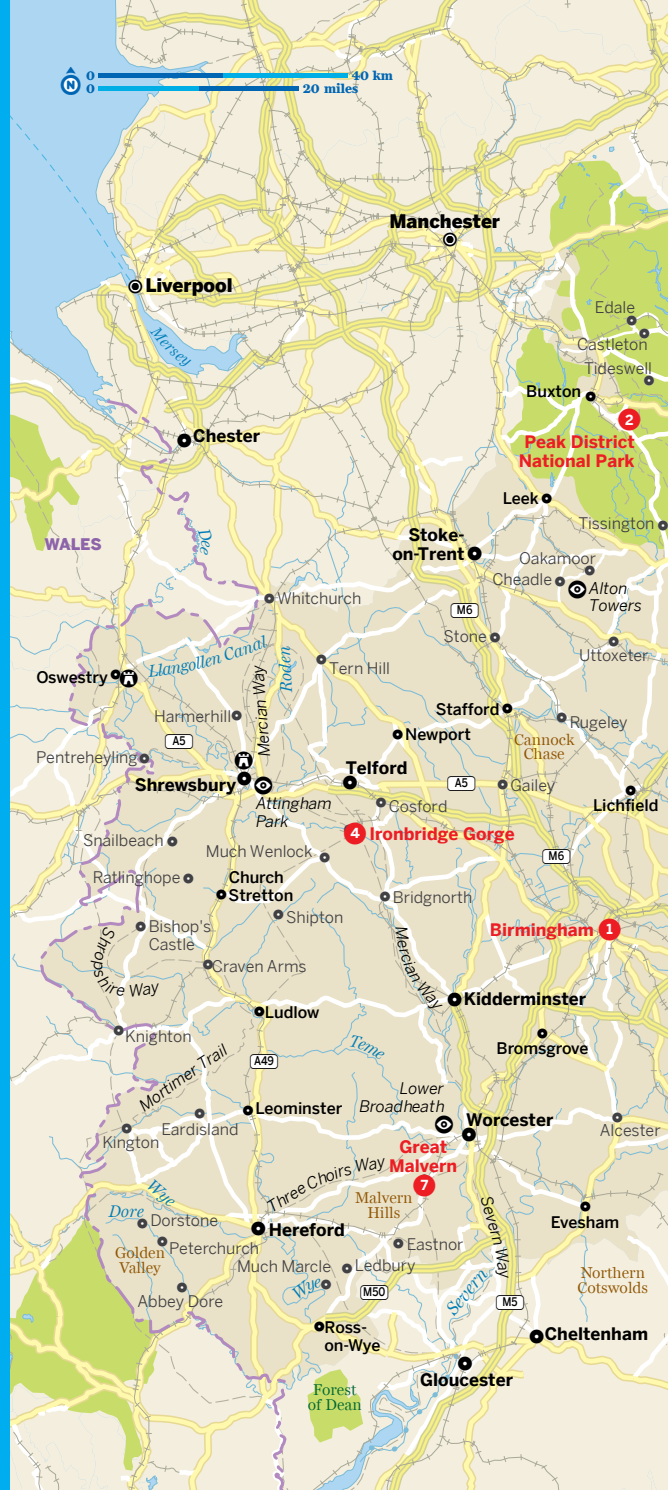 N
0
40 km
0
20 miles
Manchester
Liverpool
Mersey
Edale
Castleton
Tideswell
Buxton
2
Peak District
National Park
Chester
Leek
WALES
Dee
Stoke-
on-Trent
Tissington
Oakamoor
Cheadle
Alton
Towers
Whitchurch
M6
Stone
Uttoxeter
Llangollen Canal
Roden
Tern Hill
Oswestry
Mercian Way
Harmerhill
Stafford
Rugeley
A5
Newport
Cannock
Chase
Pentreheyling
Shrewsbury
Telford
A5
Gailey
Attingham
Park
Cosford
Lichfield
4
Ironbridge Gorge
Snailbeach
Much Wenlock
M6
Ratlinghope
Church
Stretton
Bridgnorth
Shipton
Bishop's
Castle
Birmingham
1
Shropshire Way
Mercian Way
Craven Arms
Kidderminster
Ludlow
Knighton
Teme
Bromsgrove
A49
Mortimer Trail
Lower
Broadheath
Leominster
Worcester
Eardisland
Kington
Alcester
Great
Malvern
7
Three Choirs Way
Wye
Malvern
Hills
Dore
Dorstone
Hereford
Severn Way
Evesham
Golden
Valley
Peterchurch
Eastnor
Much Marcle
Ledbury
Northern
Cotswolds
Wye
Abbey Dore
M50
Severn
M5
Ross-
on-Wye
Cheltenham
Gloucester
Forest
of Dean